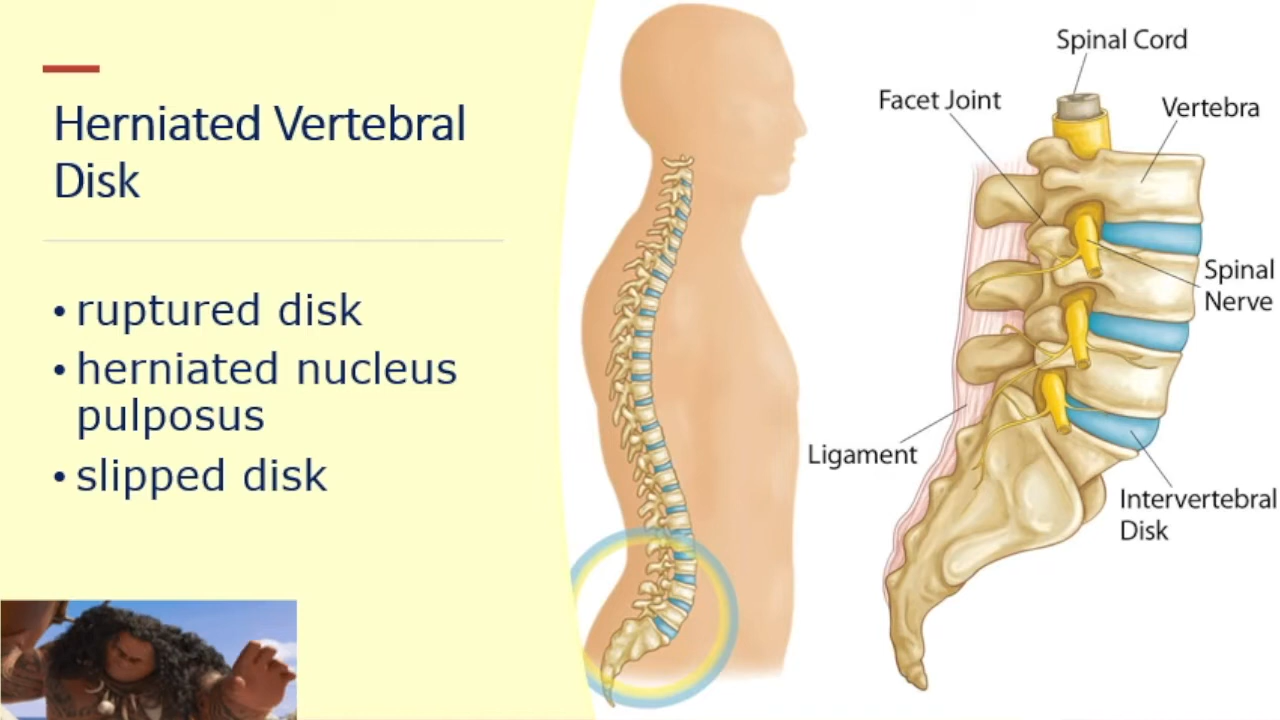 Herniated Vertebral
Disk
• ruptured disk
• herniated nucleus
pulposus
• slipped disk
Spinal Cord
Facet Joint
Vertebra
Spinal
Nerve
Ligament
Intervertebral
Disk